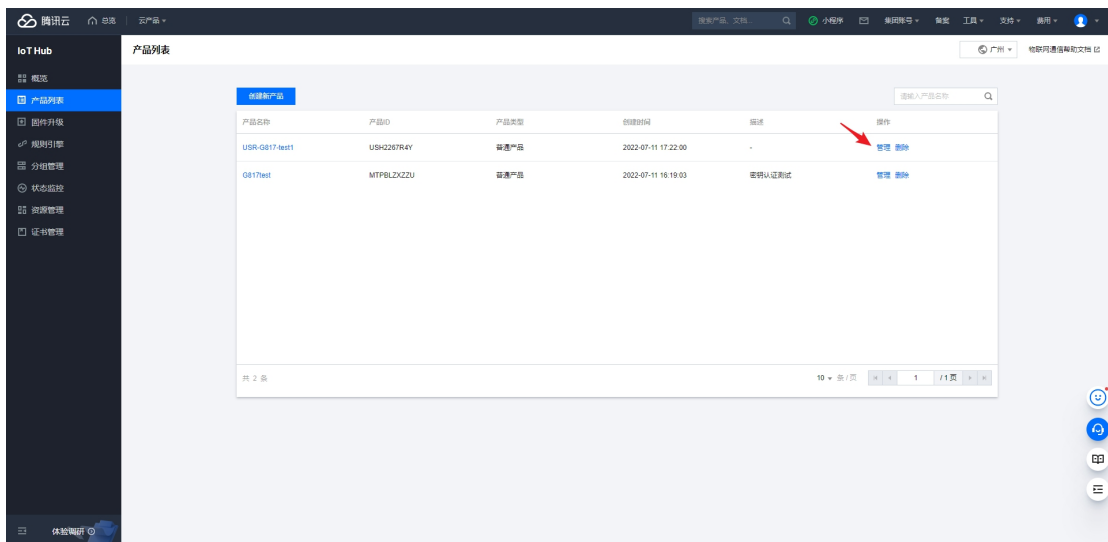 腾讯云 总览 云产品 搜索产品、文档... 小程序 集团账号 备案 工具 支持 费用
IoT Hub
产品列表 广州 物联网通信帮助文档
概览
产品列表
固件升级
规则引擎
分组管理
状态监控
资源管理
证书管理
创建新产品 请输入产品名称
产品名称 产品ID 产品类型 创建时间 描述 操作
USR-G817-test1 USH2267R4Y 普通产品 2022-07-11 17:22:00 - 管理 删除
G817test MTPBLZXZZU 普通产品 2022-07-11 16:19:03 密钥认证测试 管理 删除
共 2 条 10 条/页 1 /1页
体验调研